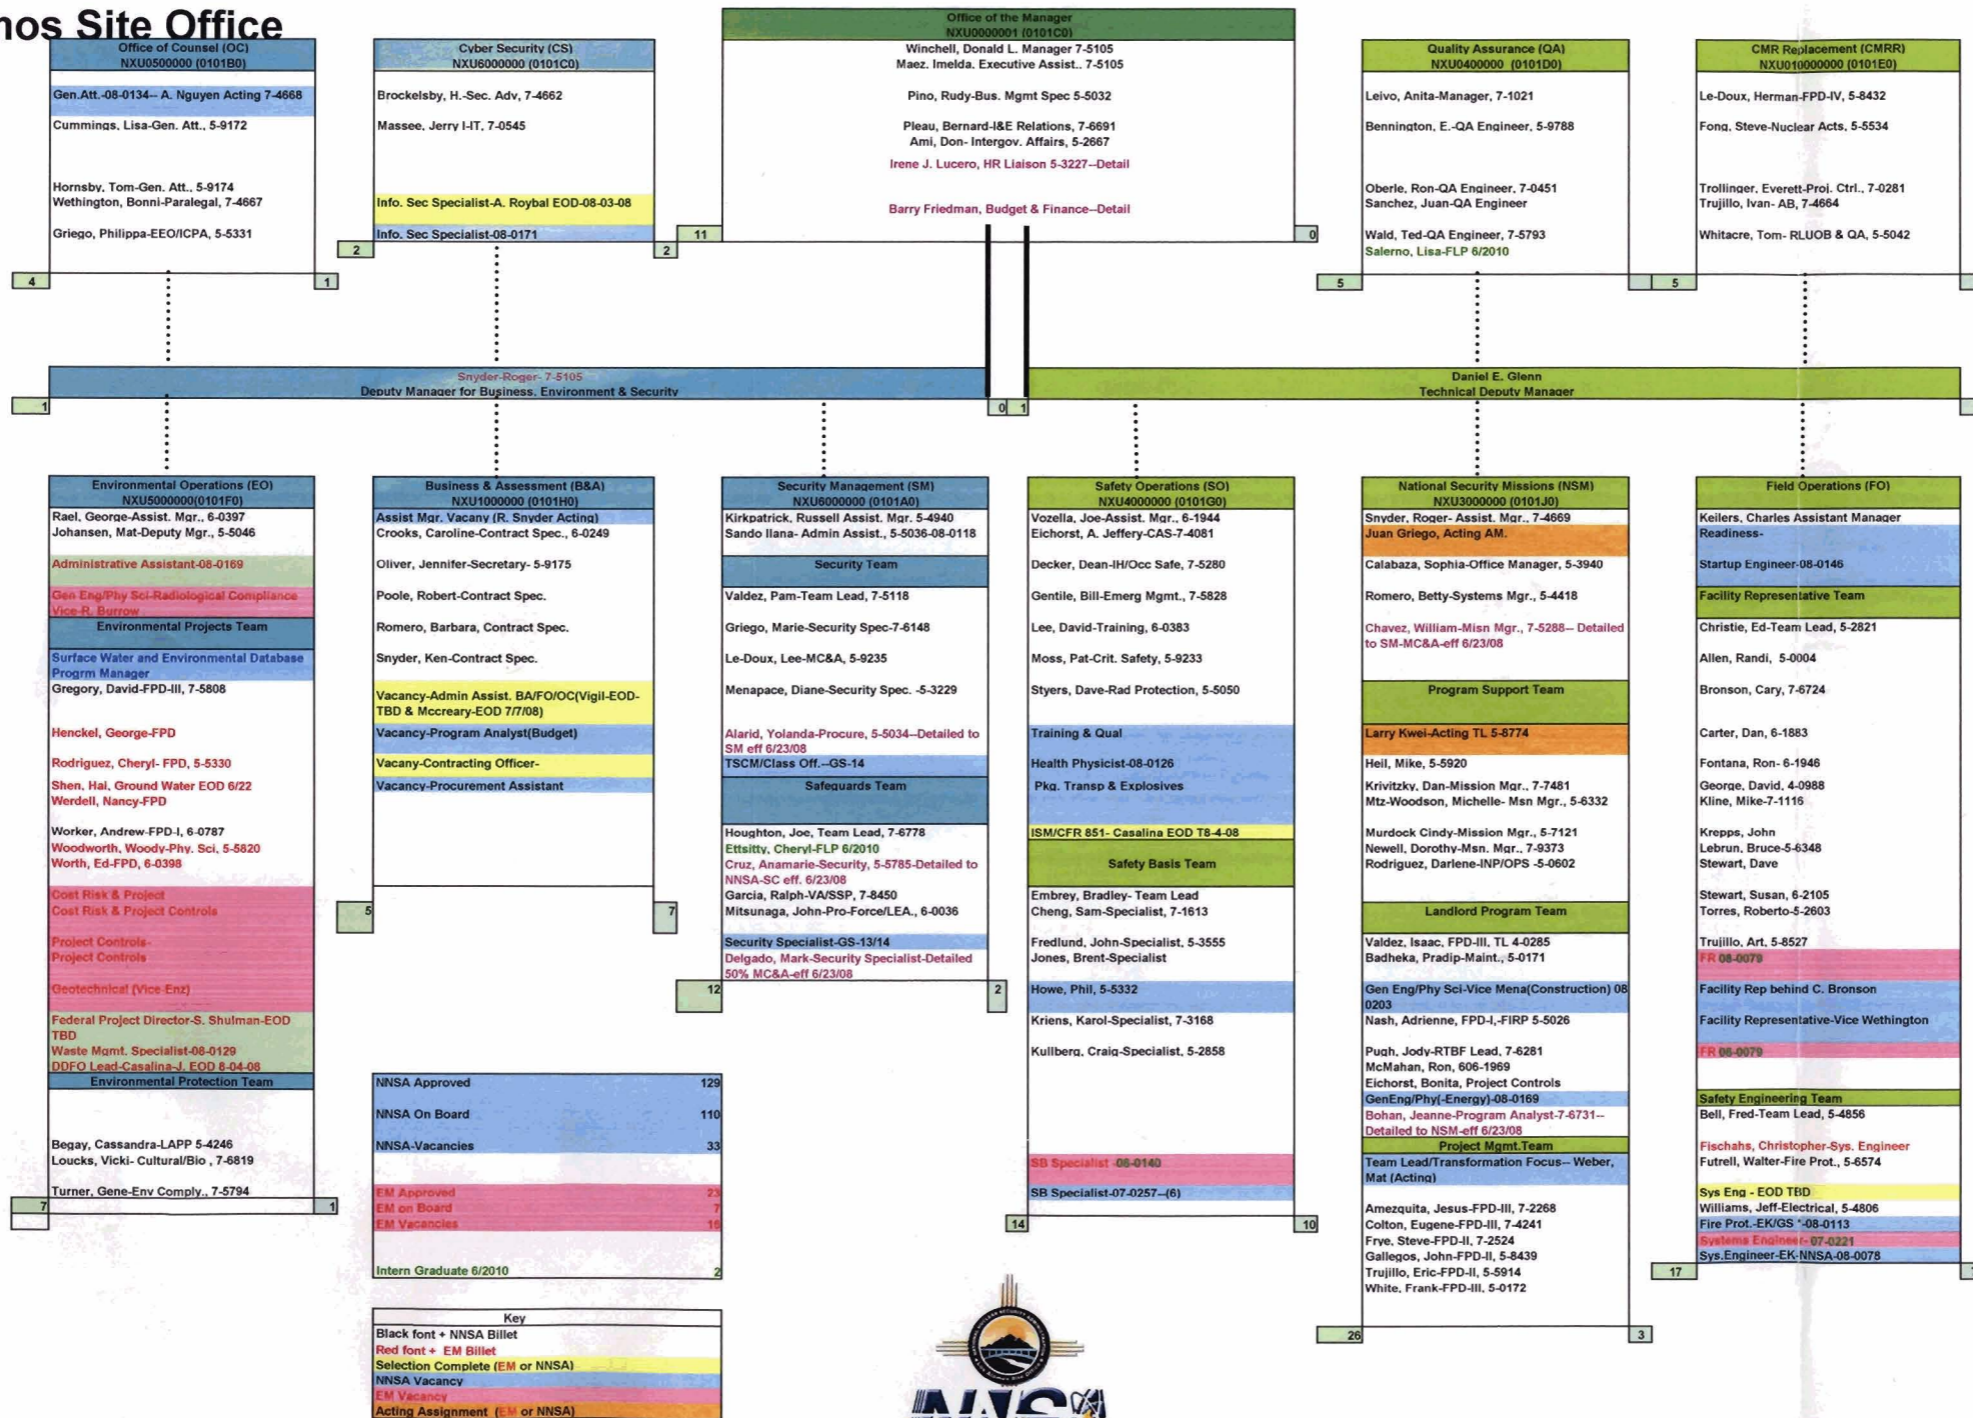 nos Site Office
Office of Counsel (OC)
NXU0500000 (0101B0)
Gen.Att.-08-0134-- A. Nguyen Acting 7-4668
Cummings, Lisa-Gen. Att., 5-9172
Hornsby, Tom-Gen. Att., 5-9174
Wethington, Bonni-Paralegal, 7-4667
Griego, Philippa-EEO/ICPA, 5-5331
4
1
Cyber Security (CS)
NXU6000000 (0101C0)
Brockelsby, H.-Sec. Adv, 7-4662
Massee, Jerry I-IT, 7-0545
Info. Sec Specialist-A. Roybal EOD-08-03-08
Info. Sec Specialist-08-0171
2
2
Office of the Manager
NXU0000001 (0101C0)
Winchell, Donald L. Manager 7-5105
Maez. Imelda. Executive Assist.. 7-5105
Pino, Rudy-Bus. Mgmt Spec 5-5032
Pleau, Bernard-I&E Relations, 7-6691
Ami, Don- Intergov. Affairs, 5-2667
Irene J. Lucero, HR Liaison 5-3227--Detail
Barry Friedman, Budget & Finance--Detail
11
0
Quality Assurance (QA)
NXU0400000 (0101D0)
Leivo, Anita-Manager, 7-1021
Bennington, E.-QA Engineer, 5-9788
Oberle, Ron-QA Engineer, 7-0451
Sanchez, Juan-QA Engineer
Wald, Ted-QA Engineer, 7-5793
Salerno, Lisa-FLP 6/2010
5
CMR Replacement (CMRR)
NXU010000000 (0101E0)
Le-Doux, Herman-FPD-IV, 5-8432
Fong, Steve-Nuclear Acts, 5-5534
Trollinger, Everett-Proj. Ctrl., 7-0281
Trujillo, Ivan- AB, 7-4664
Whitacre, Tom- RLUOB & QA, 5-5042
5
Snyder-Roger- 7-5105
Deputy Manager for Business, Environment & Security
1
0
Daniel E. Glenn
Technical Deputy Manager
1
Environmental Operations (EO)
NXU5000000(0101F0)
Rael, George-Assist. Mgr., 6-0397
Johansen, Mat-Deputy Mgr., 5-5046
Administrative Assistant-08-0169
Gen Eng/Phy Sci-Radiological Compliance
Vice-R. Burrow
Environmental Projects Team
Surface Water and Environmental Database
Progrm Manager
Gregory, David-FPD-III, 7-5808
Henckel, George-FPD
Rodriguez, Cheryl- FPD, 5-5330
Shen, Hai, Ground Water EOD 6/22
Werdell, Nancy-FPD
Worker, Andrew-FPD-I, 6-0787
Woodworth, Woody-Phy. Sci, 5-5820
Worth, Ed-FPD, 6-0398
Cost Risk & Project
Cost Risk & Project Controls
Project Controls-
Project Controls
Geotechnical (Vice-Enz)
Federal Project Director-S. Shulman-EOD
TBD
Waste Mgmt. Specialist-08-0129
DDFO Lead-Casalina-J. EOD 8-04-08
Environmental Protection Team
Begay, Cassandra-LAPP 5-4246
Loucks, Vicki- Cultural/Bio , 7-6819
Turner, Gene-Env Comply., 7-5794
7
1
Business & Assessment (B&A)
NXU1000000 (0101H0)
Assist Mgr. Vacany (R. Snyder Acting)
Crooks, Caroline-Contract Spec., 6-0249
Oliver, Jennifer-Secretary- 5-9175
Poole, Robert-Contract Spec.
Romero, Barbara, Contract Spec.
Snyder, Ken-Contract Spec.
Vacancy-Admin Assist. BA/FO/OC(Vigil-EOD-
TBD & Mccreary-EOD 7/7/08)
Vacancy-Program Analyst(Budget)
Vacany-Contracting Officer-
Vacancy-Procurement Assistant
5
7
Security Management (SM)
NXU6000000 (0101A0)
Kirkpatrick, Russell Assist. Mgr. 5-4940
Sando Ilana- Admin Assist., 5-5036-08-0118
Security Team
Valdez, Pam-Team Lead, 7-5118
Griego, Marie-Security Spec-7-6148
Le-Doux, Lee-MC&A, 5-9235
Menapace, Diane-Security Spec. -5-3229
Alarid, Yolanda-Procure, 5-5034--Detailed to
SM eff 6/23/08
TSCM/Class Off.--GS-14
Safeguards Team
Houghton, Joe, Team Lead, 7-6778
Ettsitty, Cheryl-FLP 6/2010
Cruz, Anamarie-Security, 5-5785-Detailed to
NNSA-SC eff. 6/23/08
Garcia, Ralph-VA/SSP, 7-8450
Mitsunaga, John-Pro-Force/LEA., 6-0036
Security Specialist-GS-13/14
Delgado, Mark-Security Specialist-Detailed
50% MC&A-eff 6/23/08
12
2
Safety Operations (SO)
NXU4000000 (0101G0)
Vozella, Joe-Assist. Mgr., 6-1944
Eichorst, A. Jeffery-CAS-7-4081
Decker, Dean-IH/Occ Safe, 7-5280
Gentile, Bill-Emerg Mgmt., 7-5828
Lee, David-Training, 6-0383
Moss, Pat-Crit. Safety, 5-9233
Styers, Dave-Rad Protection, 5-5050
Training & Qual
Health Physicist-08-0126
Pkg. Transp & Explosives
ISM/CFR 851- Casalina EOD T8-4-08
Safety Basis Team
Embrey, Bradley- Team Lead
Cheng, Sam-Specialist, 7-1613
Fredlund, John-Specialist, 5-3555
Jones, Brent-Specialist
Howe, Phil, 5-5332
Kriens, Karol-Specialist, 7-3168
Kullberg, Craig-Specialist, 5-2858
SB Specialist -08-0140
SB Specialist-07-0257--(6)
14
10
National Security Missions (NSM)
NXU3000000 (0101J0)
Snyder, Roger- Assist. Mgr., 7-4669
Juan Griego, Acting AM.
Calabaza, Sophia-Office Manager, 5-3940
Romero, Betty-Systems Mgr., 5-4418
Chavez, William-Misn Mgr., 7-5288-- Detailed
to SM-MC&A-eff 6/23/08
Program Support Team
Larry Kwei-Acting TL 5-8774
Heil, Mike, 5-5920
Krivitzky, Dan-Mission Mgr., 7-7481
Mtz-Woodson, Michelle- Msn Mgr., 5-6332
Murdock Cindy-Mission Mgr., 5-7121
Newell, Dorothy-Msn. Mgr., 7-9373
Rodriguez, Darlene-INP/OPS -5-0602
Landlord Program Team
Valdez, Isaac, FPD-III, TL 4-0285
Badheka, Pradip-Maint., 5-0171
Gen Eng/Phy Sci-Vice Mena(Construction) 08
0203
Nash, Adrienne, FPD-I,-FIRP 5-5026
Pugh, Jody-RTBF Lead, 7-6281
McMahan, Ron, 606-1969
Eichorst, Bonita, Project Controls
GenEng/Phy(-Energy)-08-0169
Bohan, Jeanne-Program Analyst-7-6731--
Detailed to NSM-eff 6/23/08
Project Mgmt.Team
Team Lead/Transformation Focus-- Weber,
Mat (Acting)
Amezquita, Jesus-FPD-III, 7-2268
Colton, Eugene-FPD-III, 7-4241
Frye, Steve-FPD-II, 7-2524
Gallegos, John-FPD-II, 5-8439
Trujillo, Eric-FPD-II, 5-5914
White, Frank-FPD-III, 5-0172
26
3
Field Operations (FO)
Keilers, Charles Assistant Manager
Readiness-
Startup Engineer-08-0146
Facility Representative Team
Christie, Ed-Team Lead, 5-2821
Allen, Randi, 5-0004
Bronson, Cary, 7-6724
Carter, Dan, 6-1883
Fontana, Ron- 6-1946
George, David, 4-0988
Kline, Mike-7-1116
Krepps, John
Lebrun, Bruce-5-6348
Stewart, Dave
Stewart, Susan, 6-2105
Torres, Roberto-5-2603
Trujillo, Art, 5-8527
FR 08-0079
Facility Rep behind C. Bronson
Facility Representative-Vice Wethington
FR 08-0079
Safety Engineering Team
Bell, Fred-Team Lead, 5-4856
Fischahs, Christopher-Sys. Engineer
Futrell, Walter-Fire Prot., 5-6574
Sys Eng - EOD TBD
Williams, Jeff-Electrical, 5-4806
Fire Prot.-EK/GS *-08-0113
Systems Engineer- 07-0221
Sys.Engineer-EK-NNSA-08-0078
17
NNSA Approved 129
NNSA On Board 110
NNSA-Vacancies 33
EM Approved 23
EM on Board 7
EM Vacancies 16
Intern Graduate 6/2010 2
Key
Black font + NNSA Billet
Red font + EM Billet
Selection Complete (EM or NNSA)
NNSA Vacancy
EM Vacancy
Acting Assignment (EM or NNSA)
NNSA